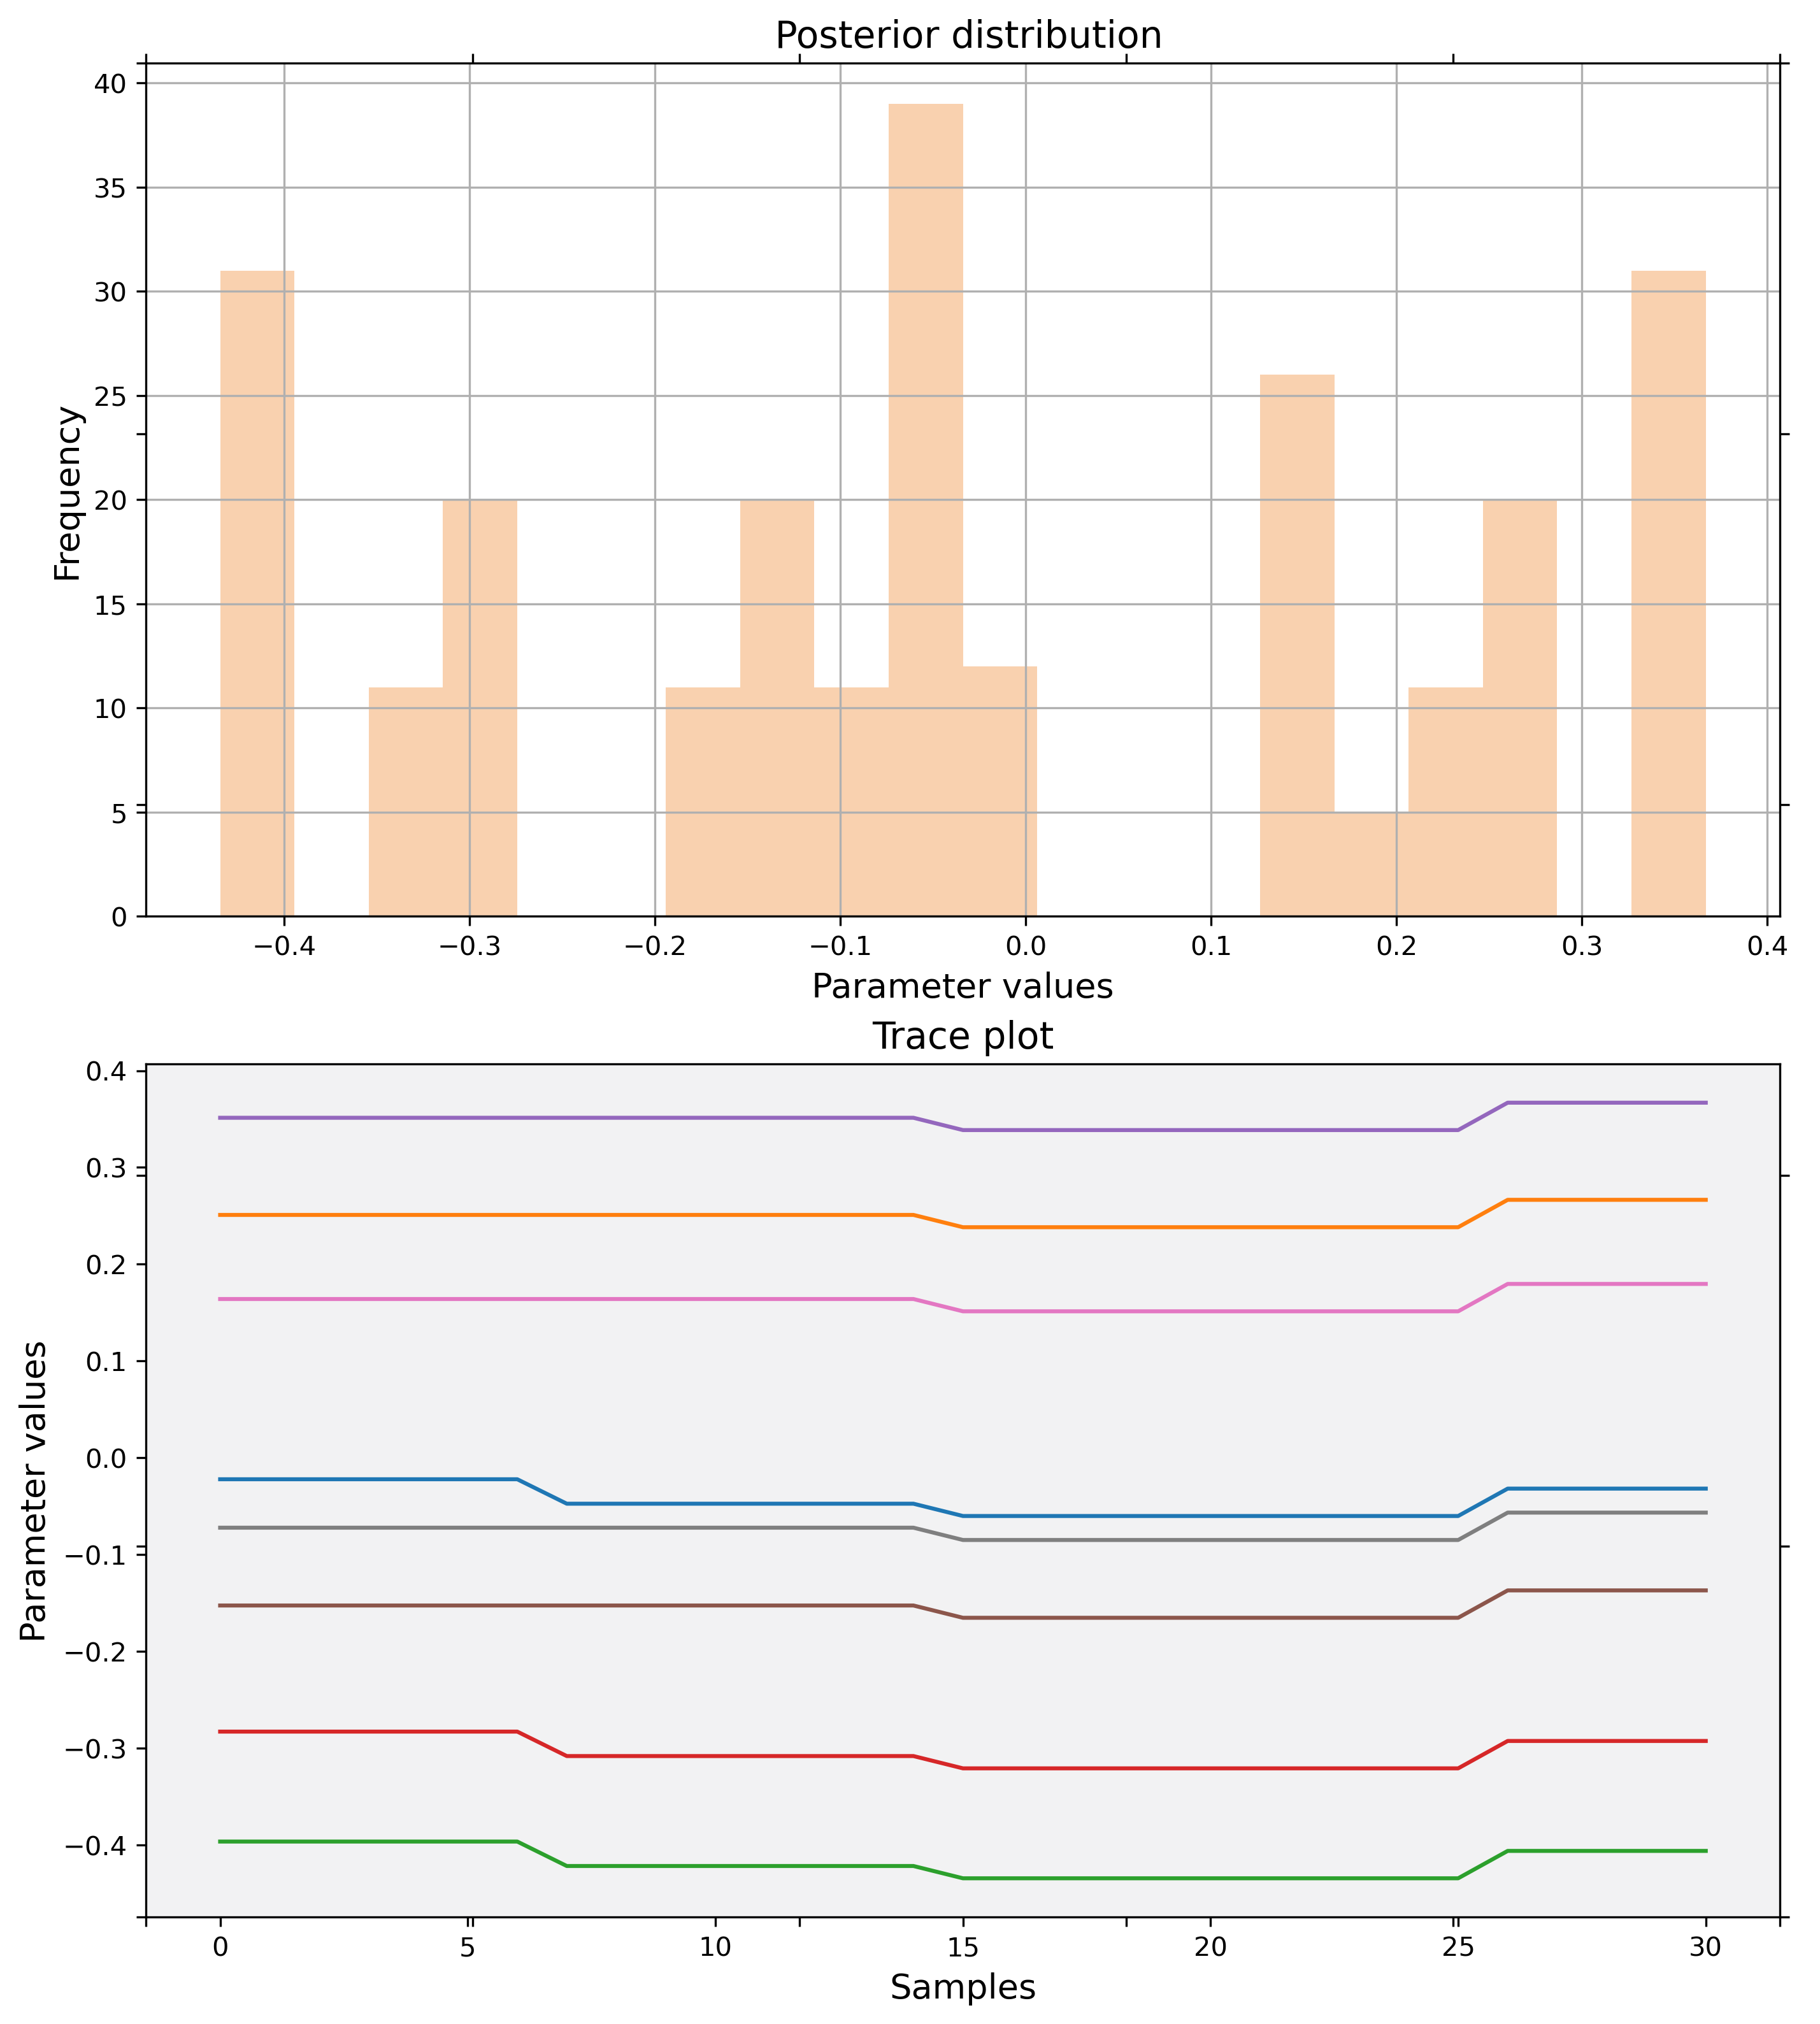 Posterior distribution
40
35
30
25
20
15
10
5
0
Frequency
−0.4 −0.3 −0.2 −0.1 0.0 0.1 0.2 0.3 0.4
Parameter values
Trace plot
0.4
0.3
0.2
0.1
0.0
−0.1
−0.2
−0.3
−0.4
Parameter values
0 5 10 15 20 25 30
Samples